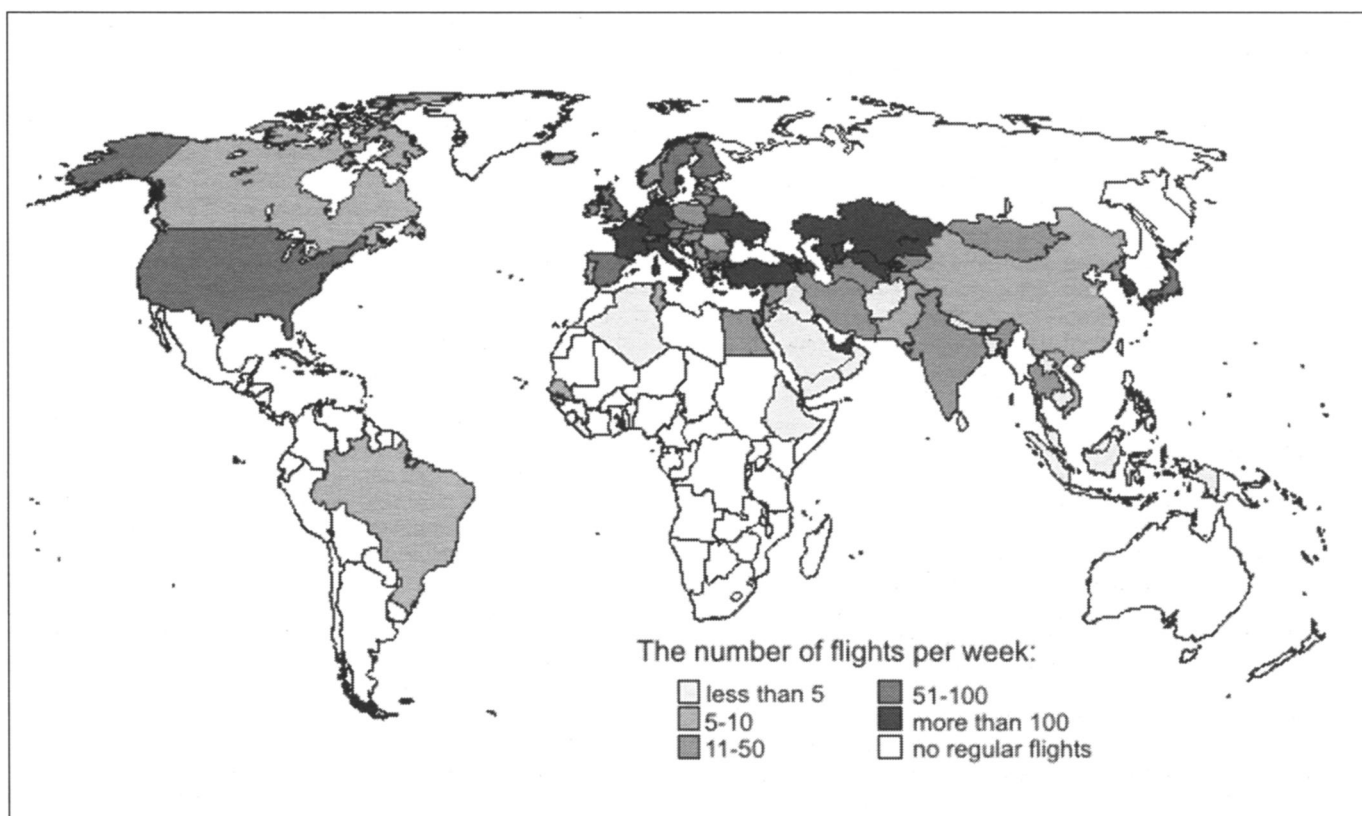 The number of flights per week:
less than 5
5-10
11-50
51-100
more than 100
no regular flights